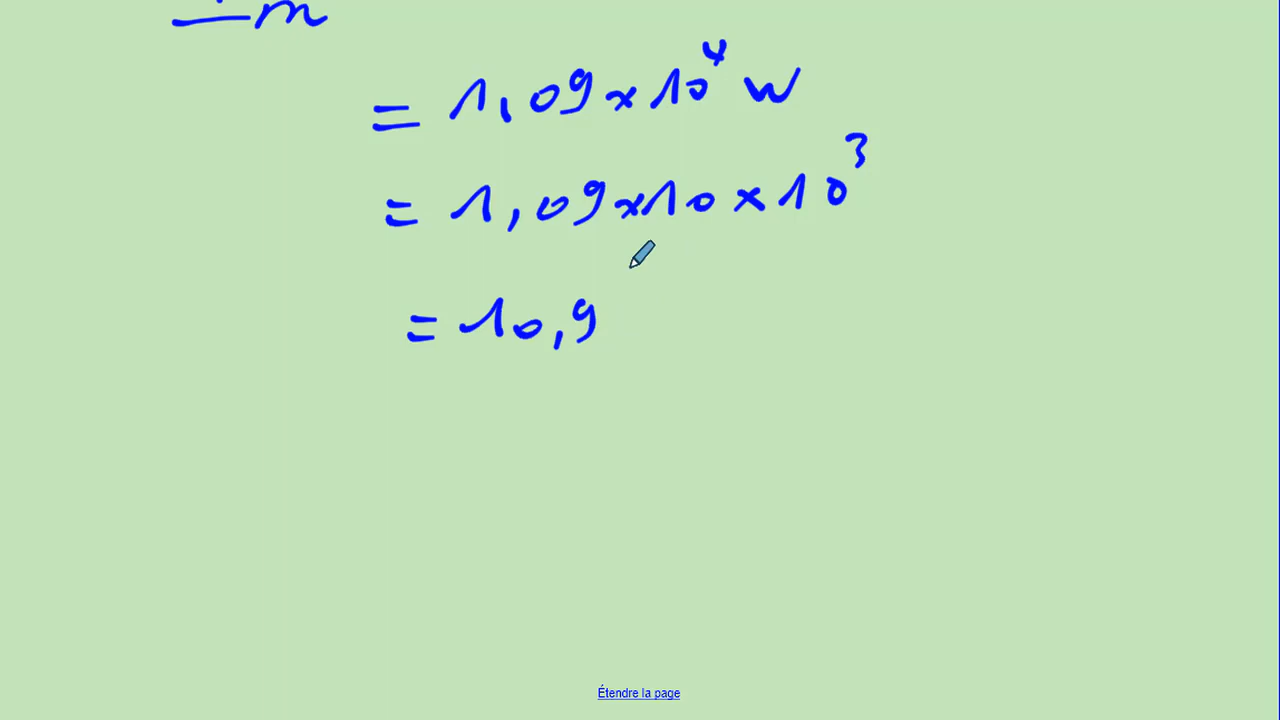 m
= 1,09 x 10⁴ W
= 1,09 x 10 x 10³
= 10,9
Étendre la page